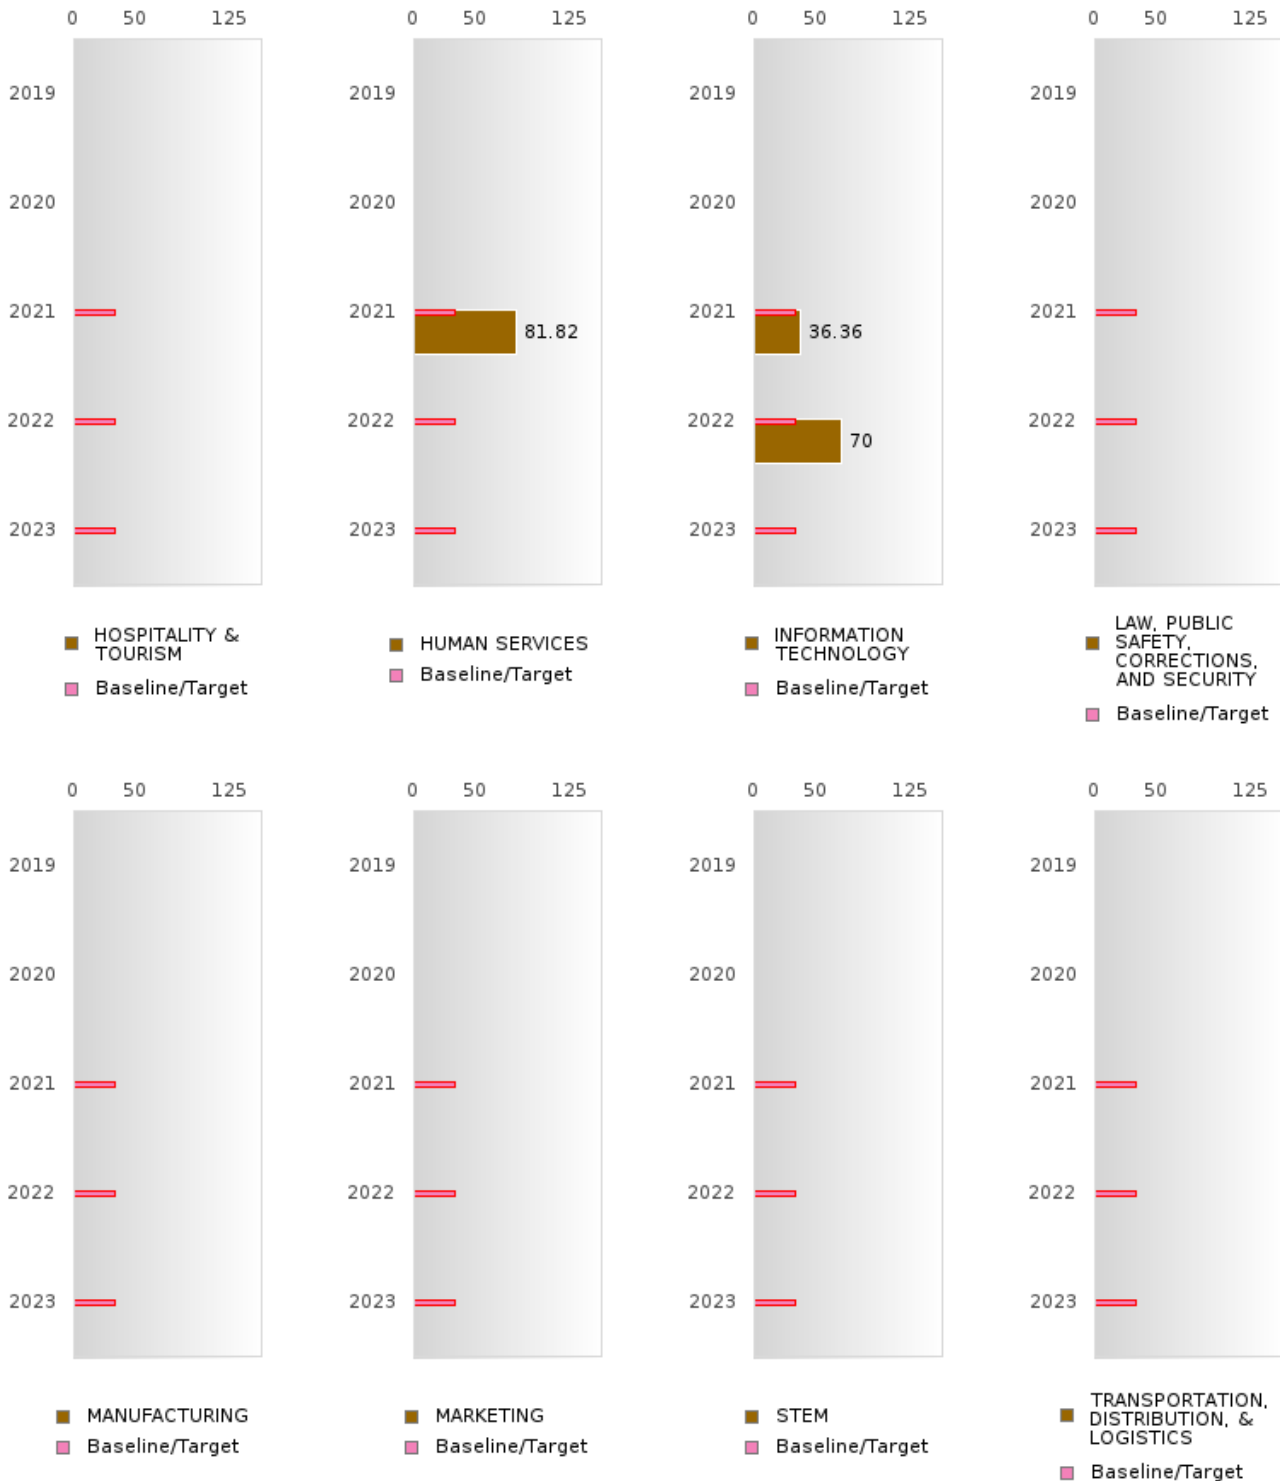 0 50 125 0 50 125 0 50 125 0 50 125
2019 2019 2019 2019
2020 2020 2020 2020
2021 2021 2021 2021
81.82 36.36
2022 2022 2022 2022
70
2023 2023 2023 2023
HOSPITALITY &
TOURISM
Baseline/Target
HUMAN SERVICES
Baseline/Target
INFORMATION
TECHNOLOGY
Baseline/Target
LAW, PUBLIC
SAFETY,
CORRECTIONS,
AND SECURITY
Baseline/Target
0 50 125 0 50 125 0 50 125 0 50 125
2019 2019 2019 2019
2020 2020 2020 2020
2021 2021 2021 2021
2022 2022 2022 2022
2023 2023 2023 2023
MANUFACTURING
Baseline/Target
MARKETING
Baseline/Target
STEM
Baseline/Target
TRANSPORTATION,
DISTRIBUTION, &
LOGISTICS
Baseline/Target